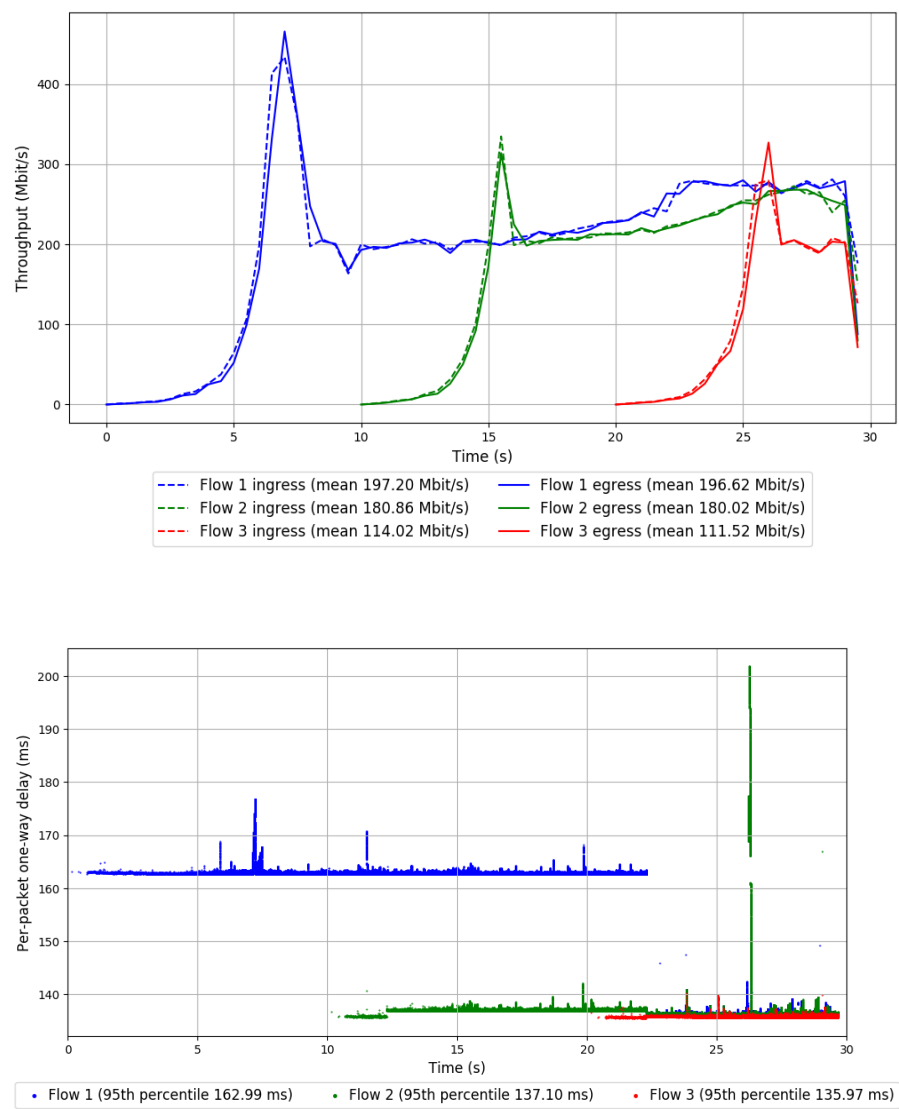 Throughput (Mbit/s)
400
300
200
100
0
0 5 10 15 20 25 30
Time (s)
Flow 1 ingress (mean 197.20 Mbit/s) Flow 1 egress (mean 196.62 Mbit/s)
Flow 2 ingress (mean 180.86 Mbit/s) Flow 2 egress (mean 180.02 Mbit/s)
Flow 3 ingress (mean 114.02 Mbit/s) Flow 3 egress (mean 111.52 Mbit/s)
Per-packet one-way delay (ms)
200
190
180
170
160
150
140
0 5 10 15 20 25 30
Time (s)
Flow 1 (95th percentile 162.99 ms) Flow 2 (95th percentile 137.10 ms) Flow 3 (95th percentile 135.97 ms)